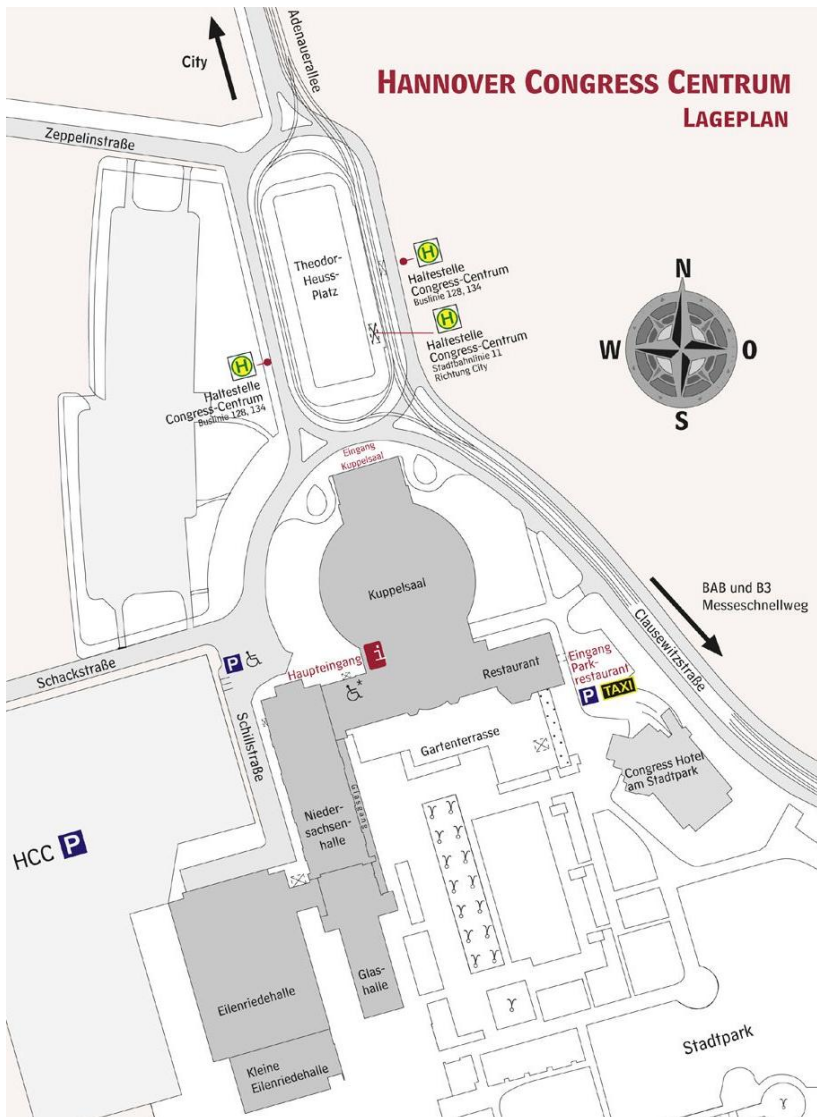 HANNOVER CONGRESS CENTRUM
LAGEPLAN
City
Adenauerallee
Zeppelinstraße
Theodor-
Heuss-
Platz
H
Haltestelle
Congress-Centrum
Buslinie 128, 134
H
Haltestelle
Congress-Centrum
Stadtbahnlinie 11
Richtung City
H
Haltestelle
Congress-Centrum
Buslinie 128, 134
N
W
O
S
Eingang
Kuppelsaal
Kuppelsaal
BAB und B3
Messeschnellweg
Clausewitzstraße
Schackstraße
P
Haupteingang
i
*
Restaurant
Eingang
Park-
restaurant
P
TAXI
Schillstraße
Gartenterrasse
Congress Hotel
am Stadtpark
Glasgang
Nieder-
sachsen-
halle
HCC P
Eilenriedehalle
Glas-
halle
Kleine
Eilenriedehalle
Stadtpark